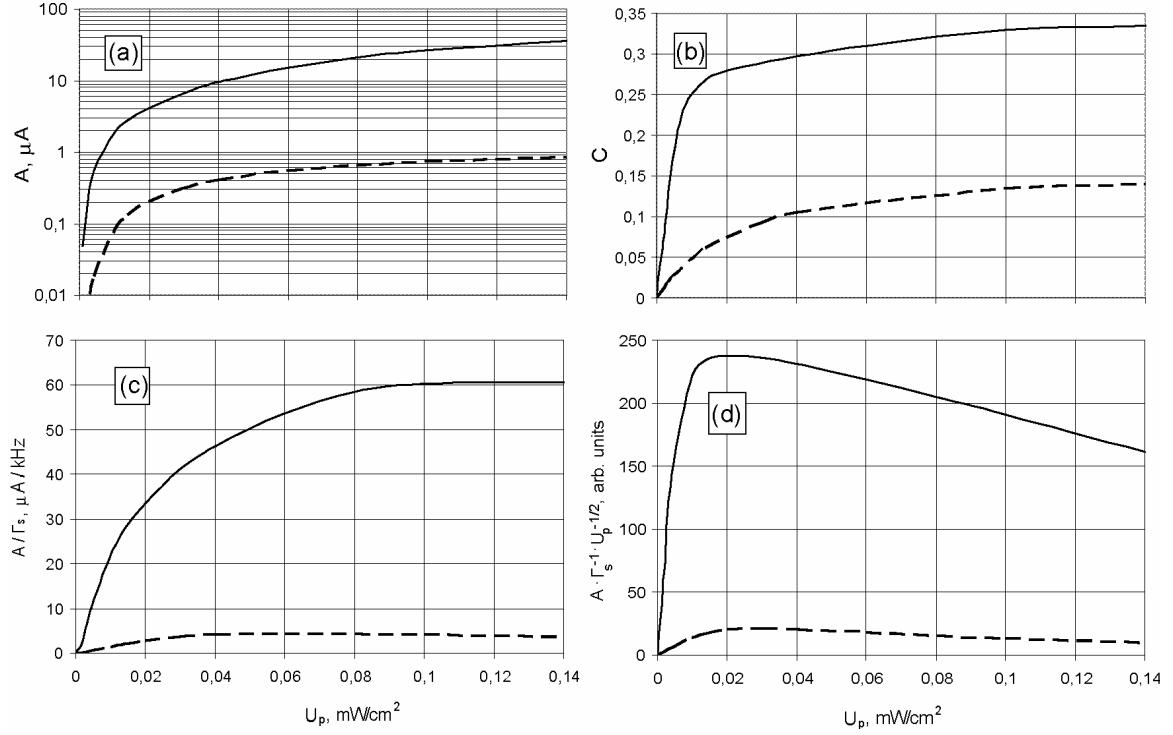 (a)
A, μA
100
10
1
0,1
0,01
(b)
C
0,35
0,3
0,25
0,2
0,15
0,1
0,05
0
(c)
A / Γs, μA / kHz
70
60
50
40
30
20
10
0
0 0,02 0,04 0,06 0,08 0,1 0,12 0,14
Up, mW/cm2
(d)
A · Γs-1 · Up-1/2, arb. units
250
200
150
100
50
0
0 0,02 0,04 0,06 0,08 0,1 0,12 0,14
Up, mW/cm2